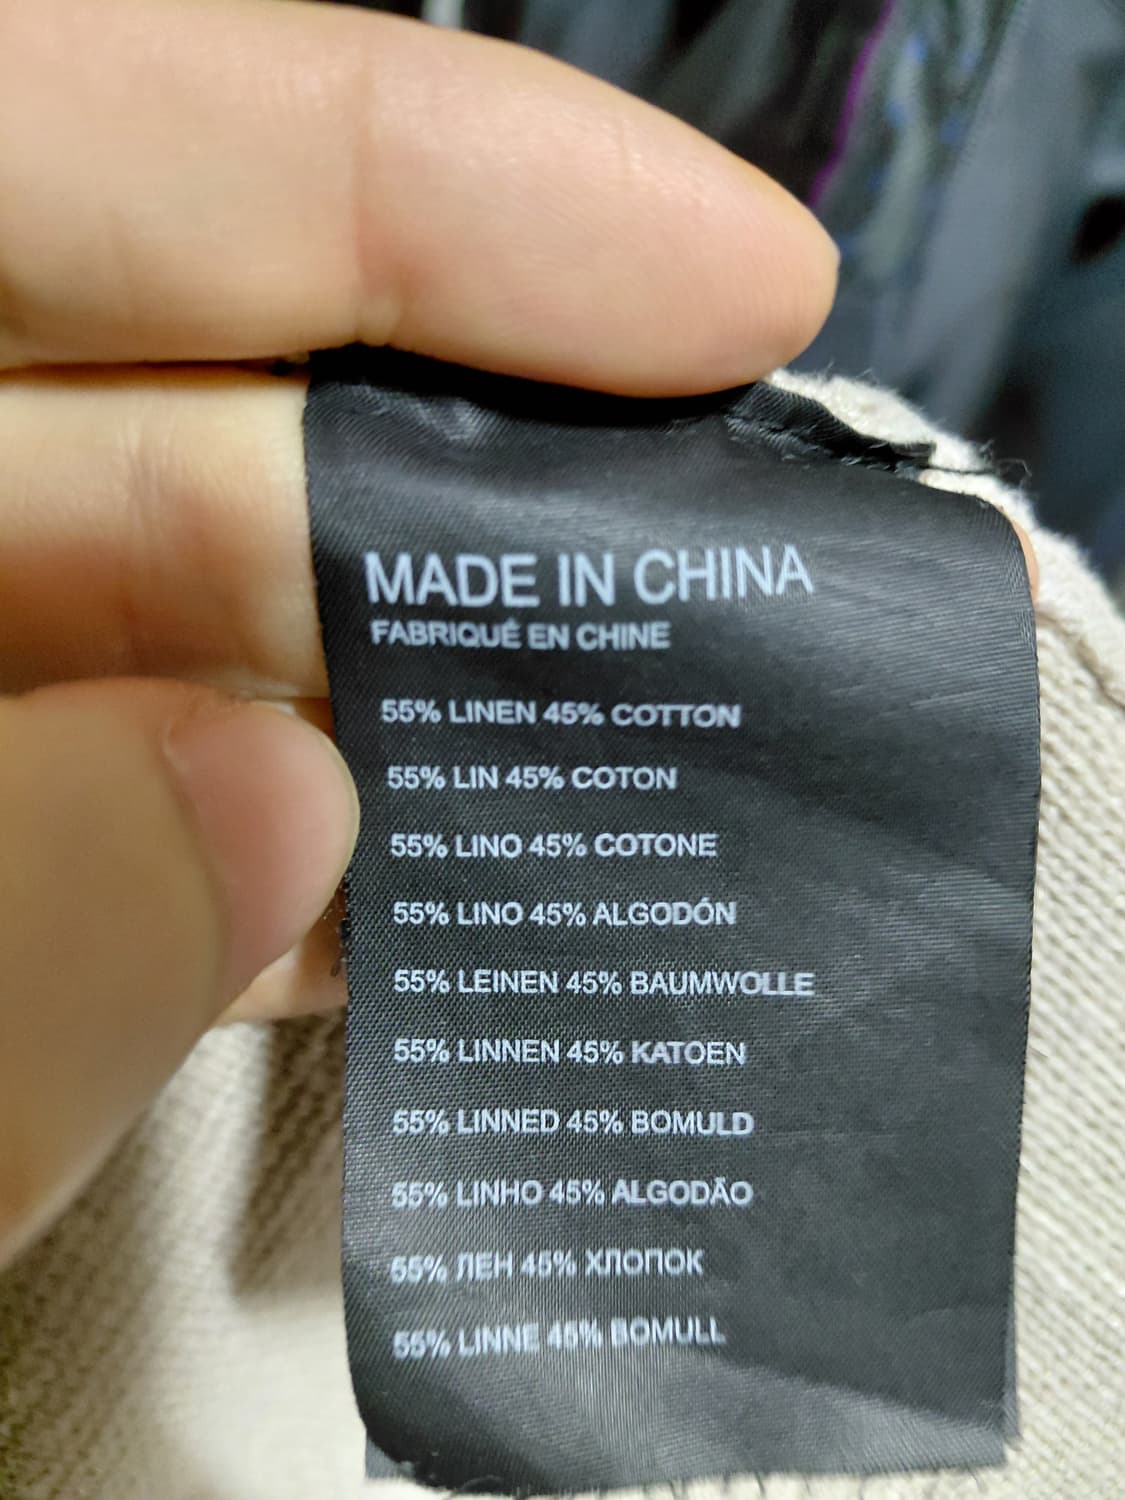 MADE IN CHINA
FABRIQUÉ EN CHINE
55% LINEN 45% COTTON
55% LIN 45% COTON
55% LINO 45% COTONE
55% LINO 45% ALGODÓN
55% LEINEN 45% BAUMWOLLE
55% LINNEN 45% KATOEN
55% LINNED 45% BOMULD
55% LINHO 45% ALGODÃO
55% ЛЕН 45% ХЛОПОК
55% LINNE 45% BOMULL